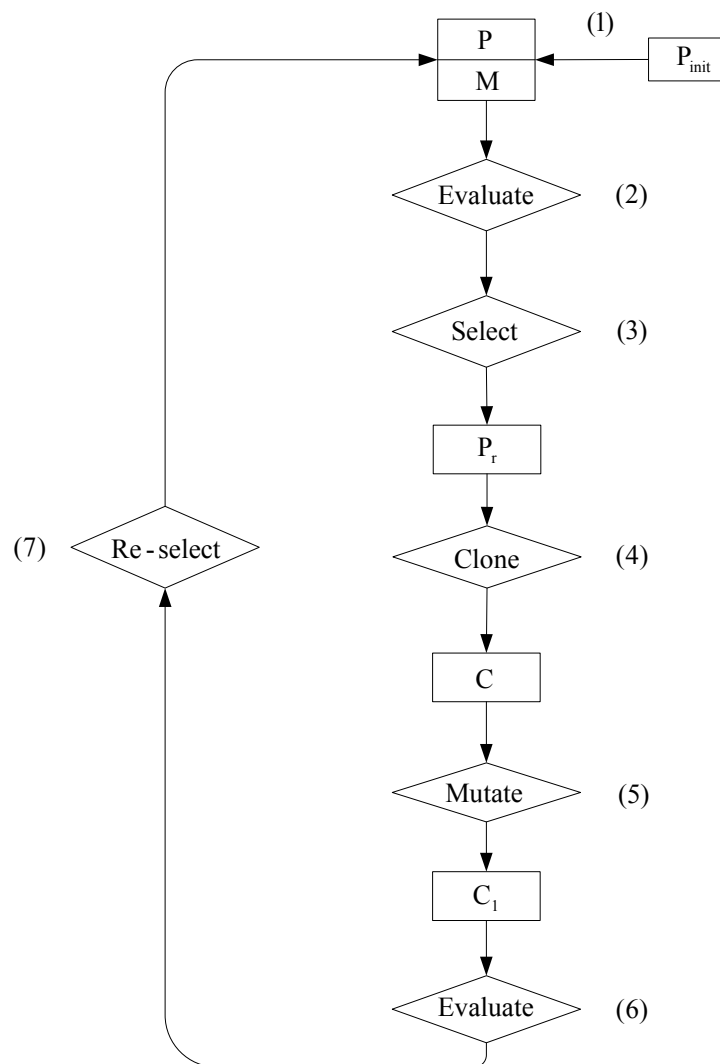 (1)
P
P_init
M
Evaluate
(2)
Select
(3)
P_r
(7)
Re - select
Clone
(4)
C
Mutate
(5)
C_1
Evaluate
(6)